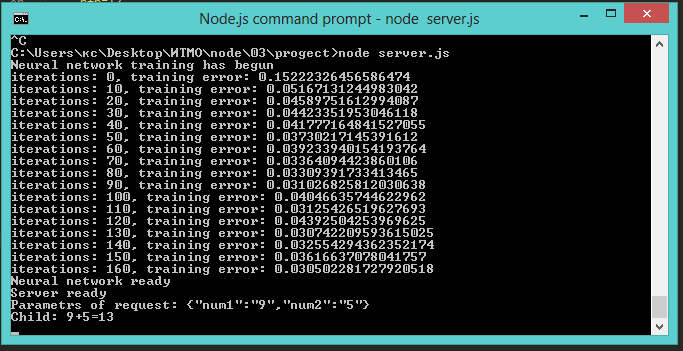 Node.js command prompt - node server.js
^C
C:\Users\кс\Desktop\ИТМО\node\03\progect>node server.js
Neural network training has begun
iterations: 0, training error: 0.15222326456586474
iterations: 10, training error: 0.05167131244983042
iterations: 20, training error: 0.04589751612994087
iterations: 30, training error: 0.04423351953046118
iterations: 40, training error: 0.041777164841527055
iterations: 50, training error: 0.03730217145391612
iterations: 60, training error: 0.039233940154193764
iterations: 70, training error: 0.03364094423860106
iterations: 80, training error: 0.03309391733413465
iterations: 90, training error: 0.031026825812030638
iterations: 100, training error: 0.04046635744622962
iterations: 110, training error: 0.03125426519627693
iterations: 120, training error: 0.04392504253969625
iterations: 130, training error: 0.030742209593615025
iterations: 140, training error: 0.032554294362352174
iterations: 150, training error: 0.03616637078041757
iterations: 160, training error: 0.030502281727920518
Neural network ready
Server ready
Parametrs of request: {"num1":"9","num2":"5"}
Child: 9+5=13